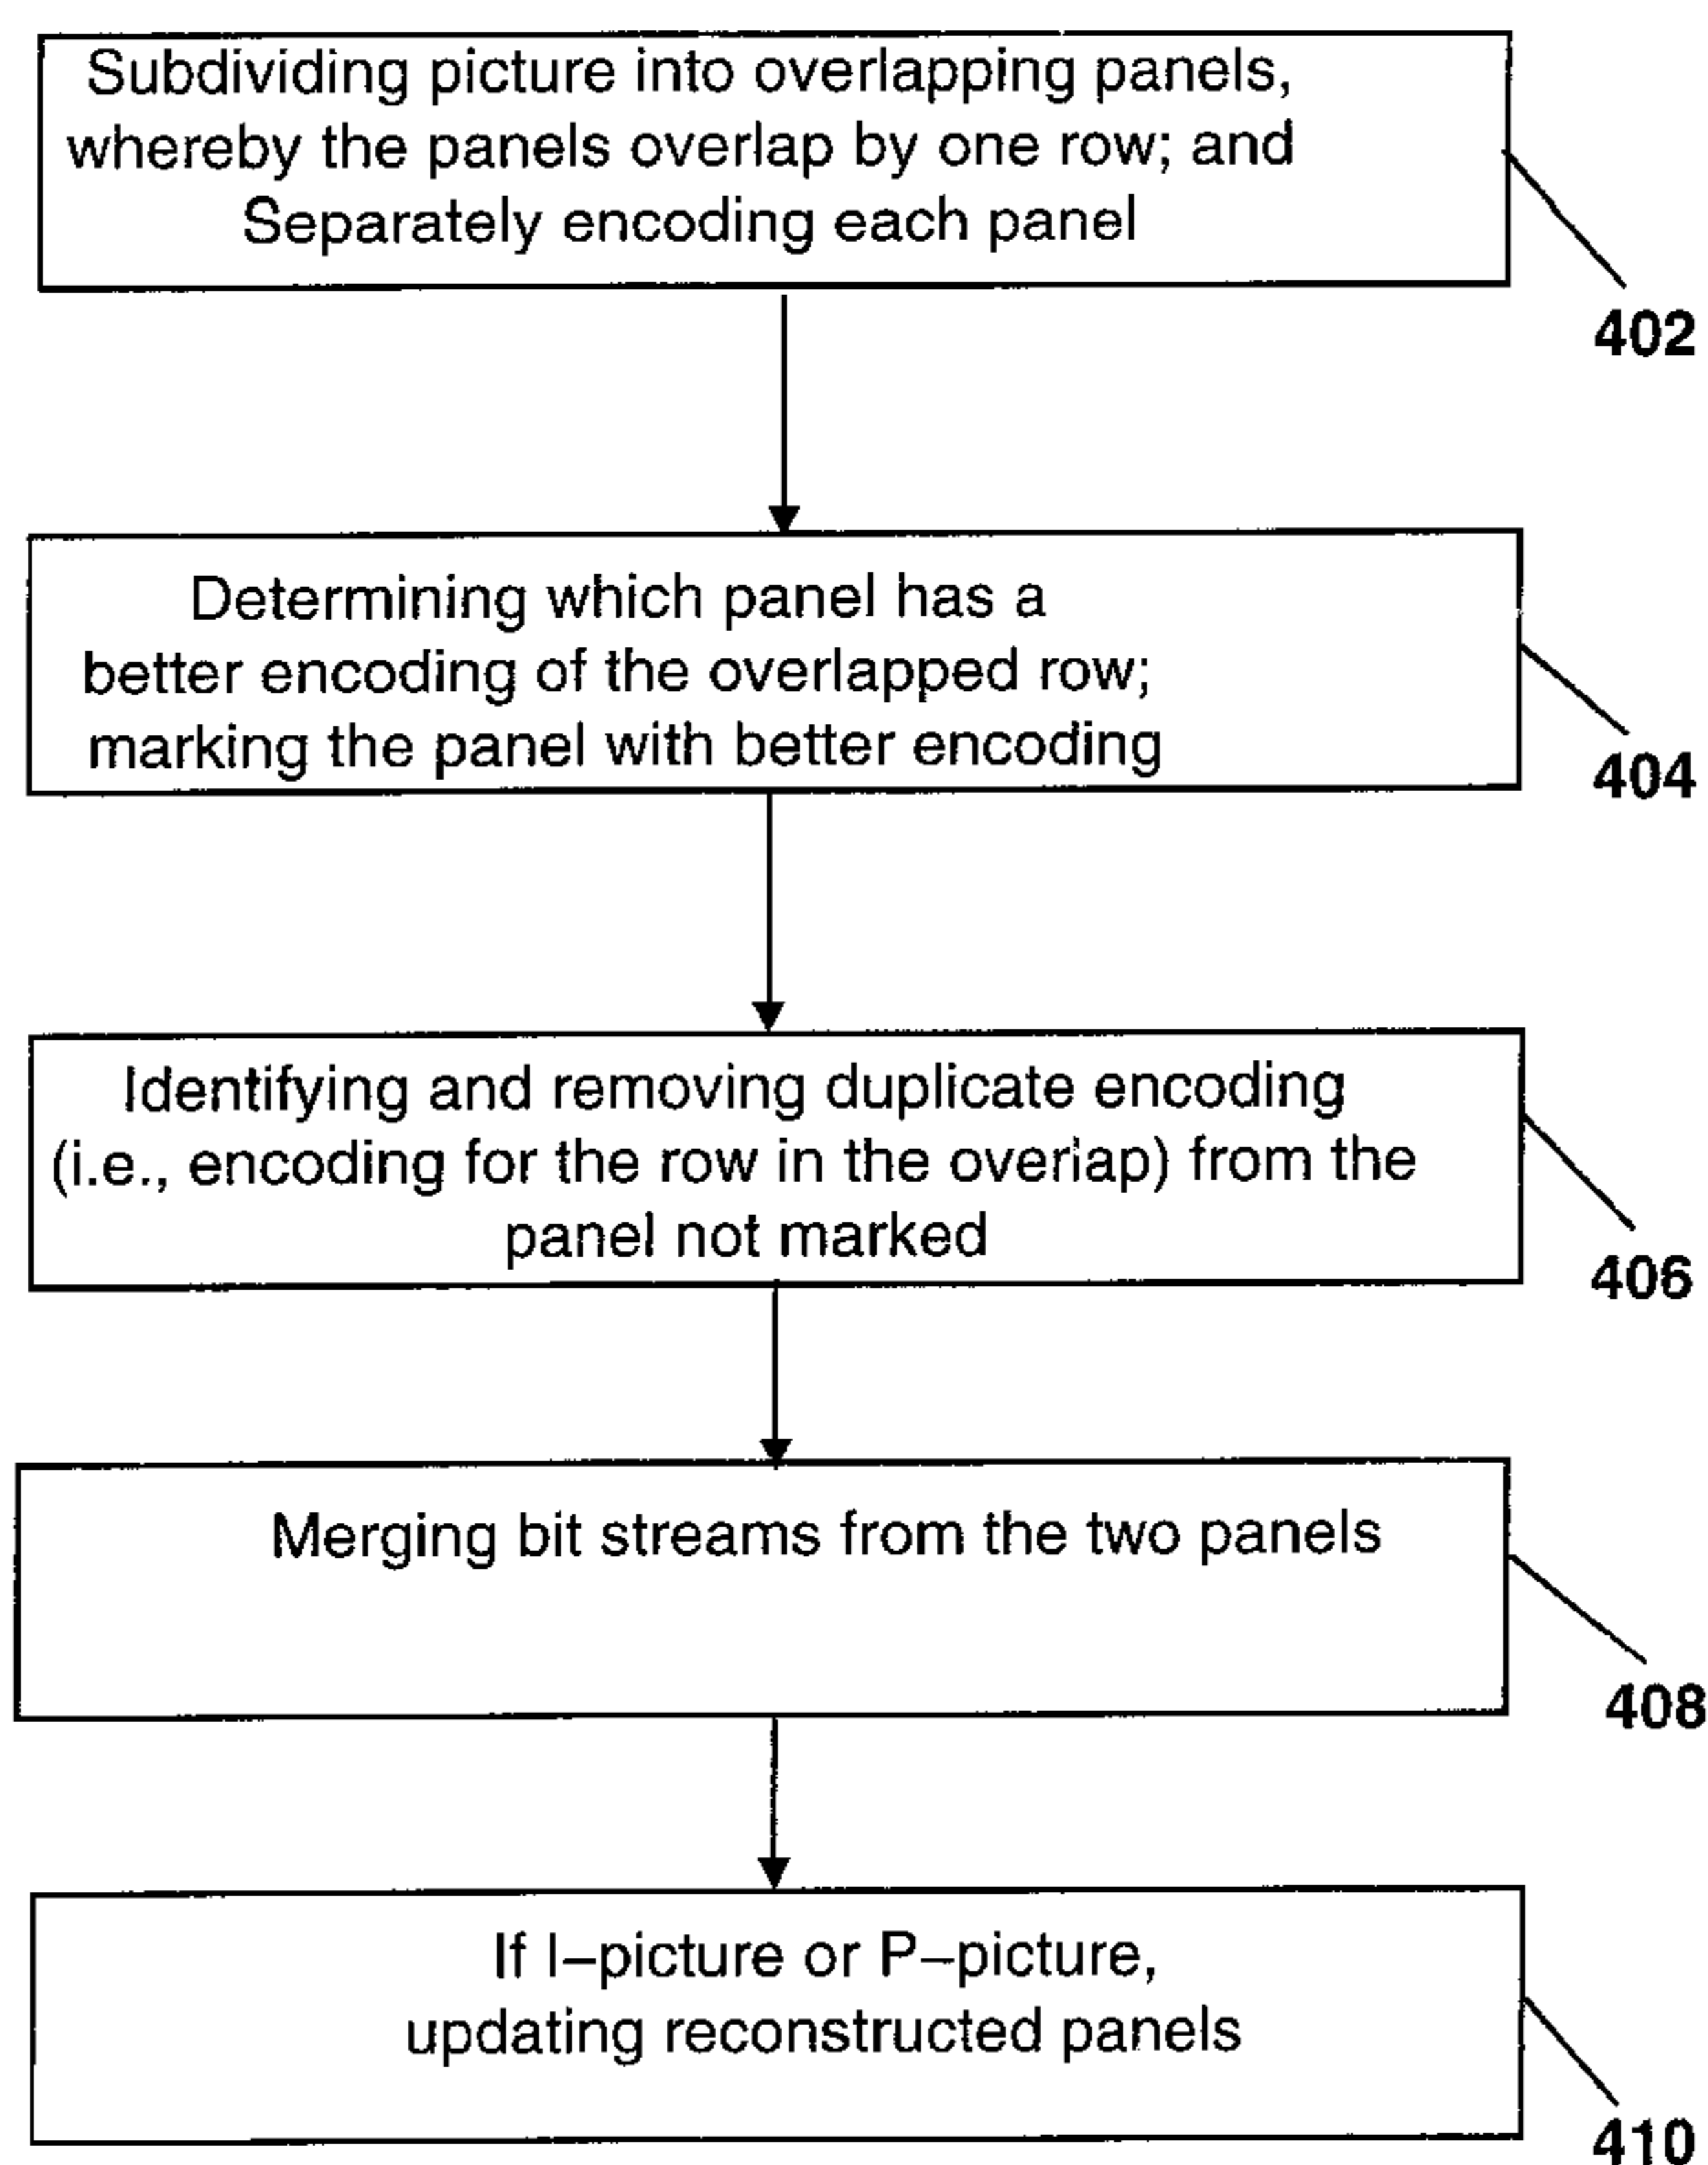 Subdividing picture into overlapping panels,
whereby the panels overlap by one row; and
Separately encoding each panel
402
Determining which panel has a
better encoding of the overlapped row;
marking the panel with better encoding
404
Identifying and removing duplicate encoding
(i.e., encoding for the row in the overlap) from the
panel not marked
406
Merging bit streams from the two panels
408
If I–picture or P–picture,
updating reconstructed panels
410